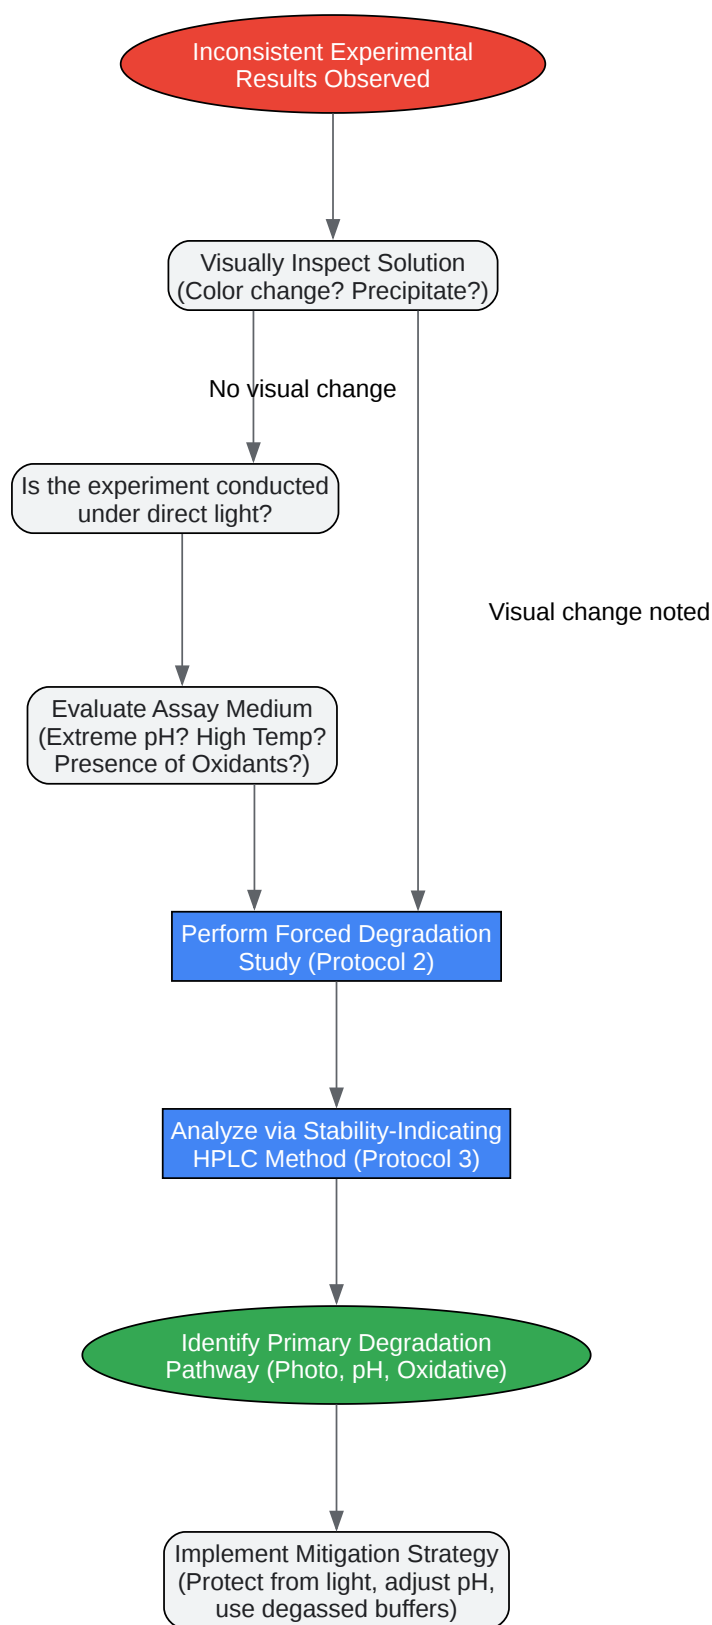 Inconsistent Experimental
Results Observed
Visually Inspect Solution
(Color change? Precipitate?)
No visual change
Is the experiment conducted
under direct light?
Visual change noted
Evaluate Assay Medium
(Extreme pH? High Temp?
Presence of Oxidants?)
Perform Forced Degradation
Study (Protocol 2)
Analyze via Stability-Indicating
HPLC Method (Protocol 3)
Identify Primary Degradation
Pathway (Photo, pH, Oxidative)
Implement Mitigation Strategy
(Protect from light, adjust pH,
use degassed buffers)